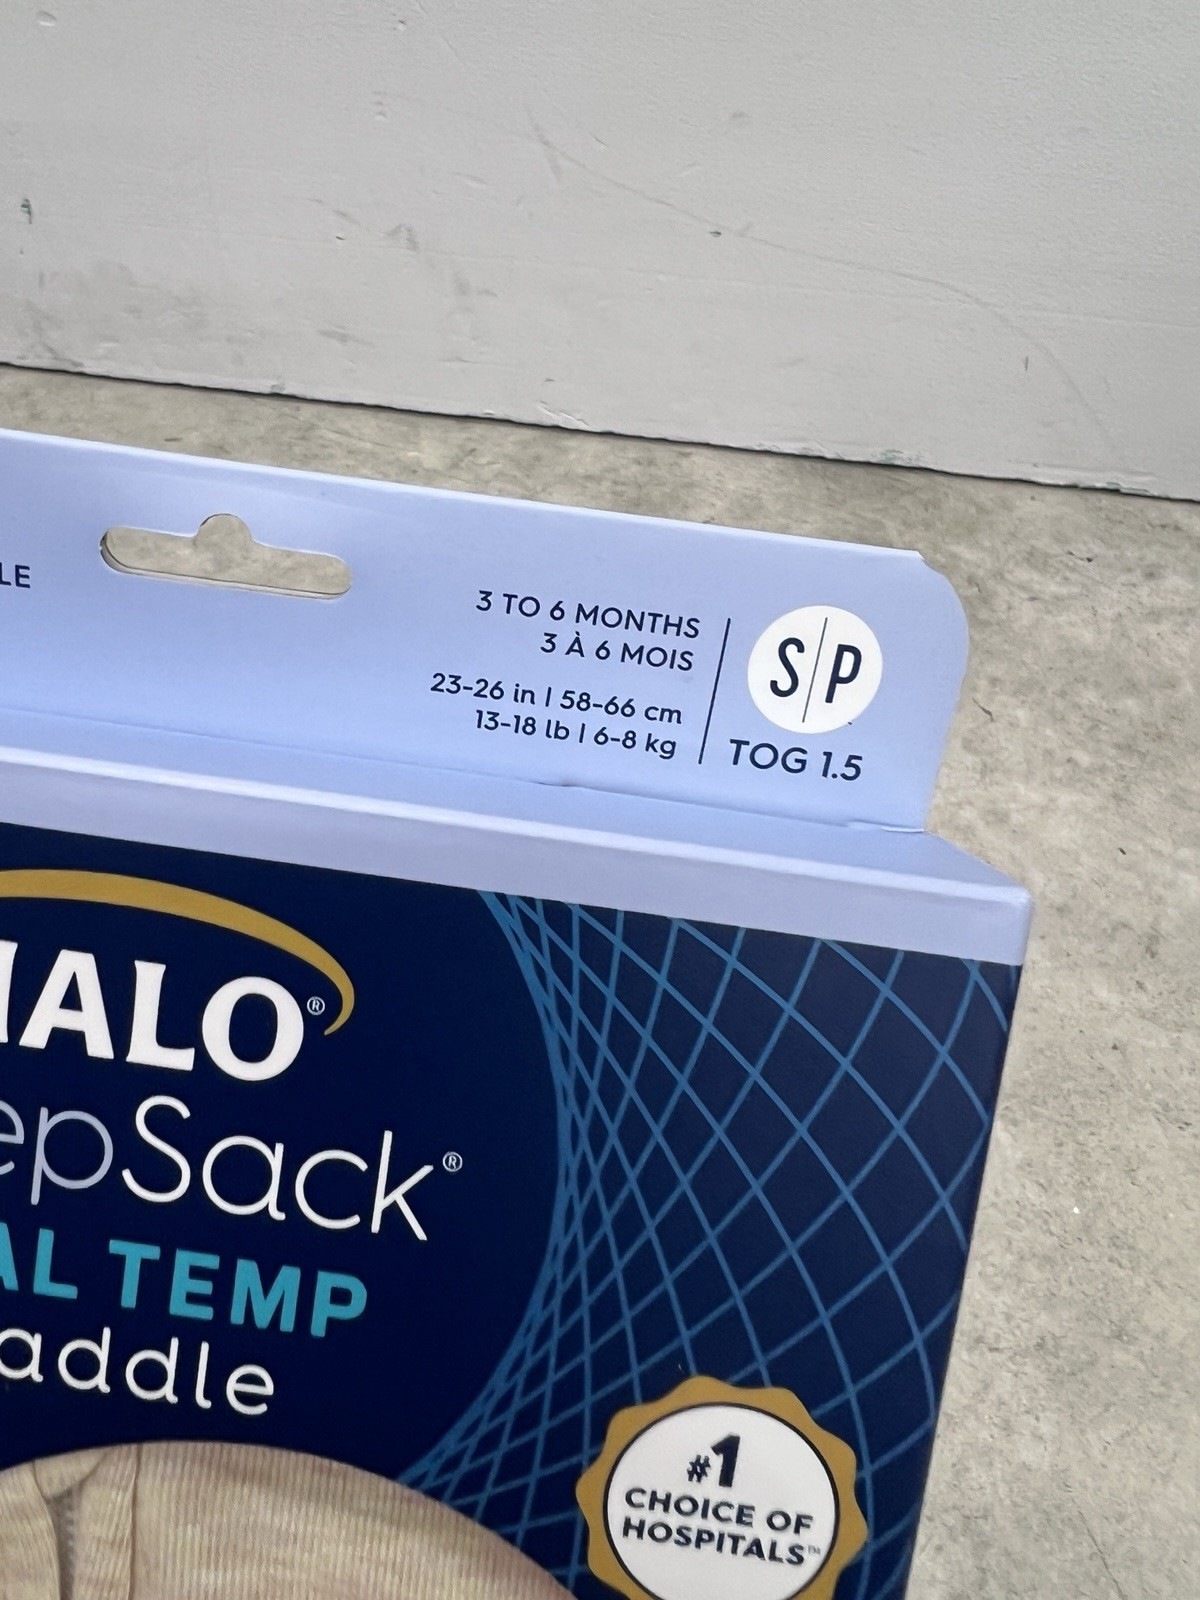 LE
3 TO 6 MONTHS
3 À 6 MOIS
23-26 in | 58-66 cm
13-18 lb | 6-8 kg
S|P
TOG 1.5
HALO®
epSack®
AL TEMP
addle
#1
CHOICE OF
HOSPITALS™